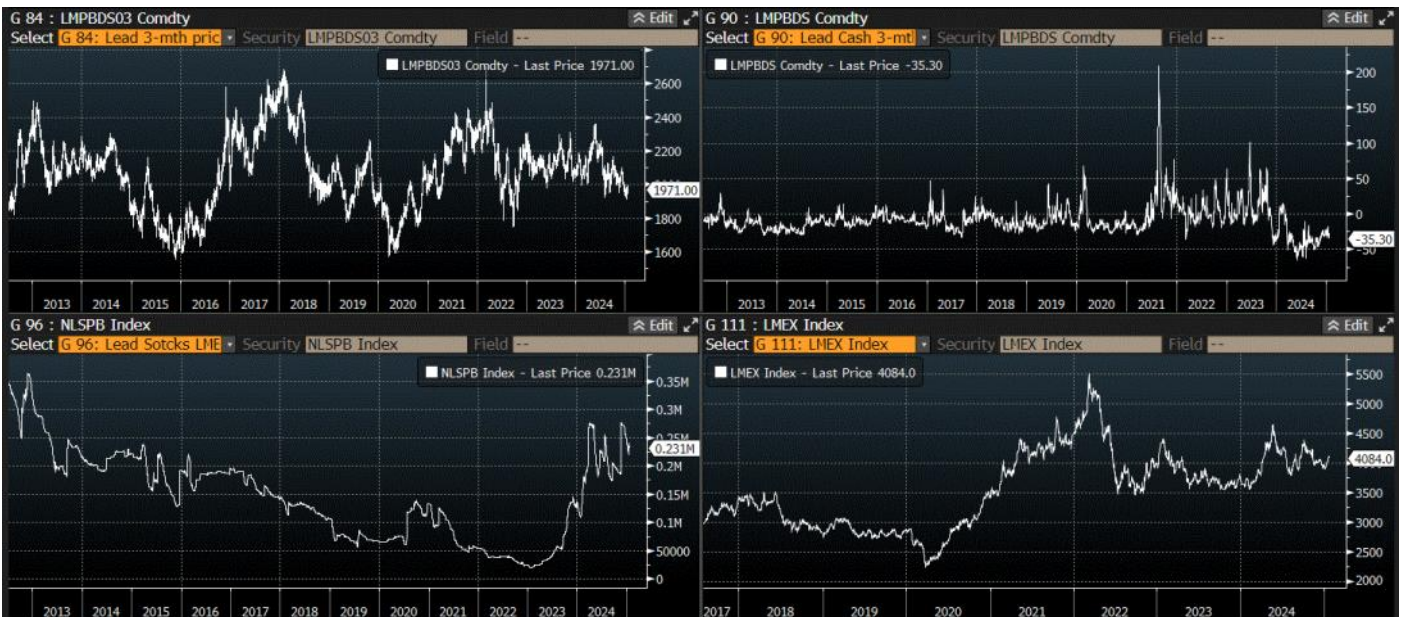 G 84 : LMPBDS03 Comdty
Edit
Select G 84: Lead 3-mth pric Security LMPBDS03 Comdty Field --
LMPBDS03 Comdty - Last Price 1971.00
2600
2400
2200
1971.00
1800
1600
2013 2014 2015 2016 2017 2018 2019 2020 2021 2022 2023 2024
G 90 : LMPBDS Comdty
Edit
Select G 90: Lead Cash 3-mtl Security LMPBDS Comdty Field --
LMPBDS Comdty - Last Price -35.30
200
150
100
50
0
-35.30
-50
2013 2014 2015 2016 2017 2018 2019 2020 2021 2022 2023 2024
G 96 : NLSPB Index
Edit
Select G 96: Lead Sotcks LME Security NLSPB Index Field --
NLSPB Index - Last Price 0.231M
0.35M
0.3M
0.25M
0.231M
0.2M
0.15M
0.1M
50000
0
2013 2014 2015 2016 2017 2018 2019 2020 2021 2022 2023 2024
G 111 : LMEX Index
Edit
Select G 111: LMEX Index Security LMEX Index Field --
LMEX Index - Last Price 4084.0
5500
5000
4500
4084.0
3500
3000
2500
2000
2017 2018 2019 2020 2021 2022 2023 2024